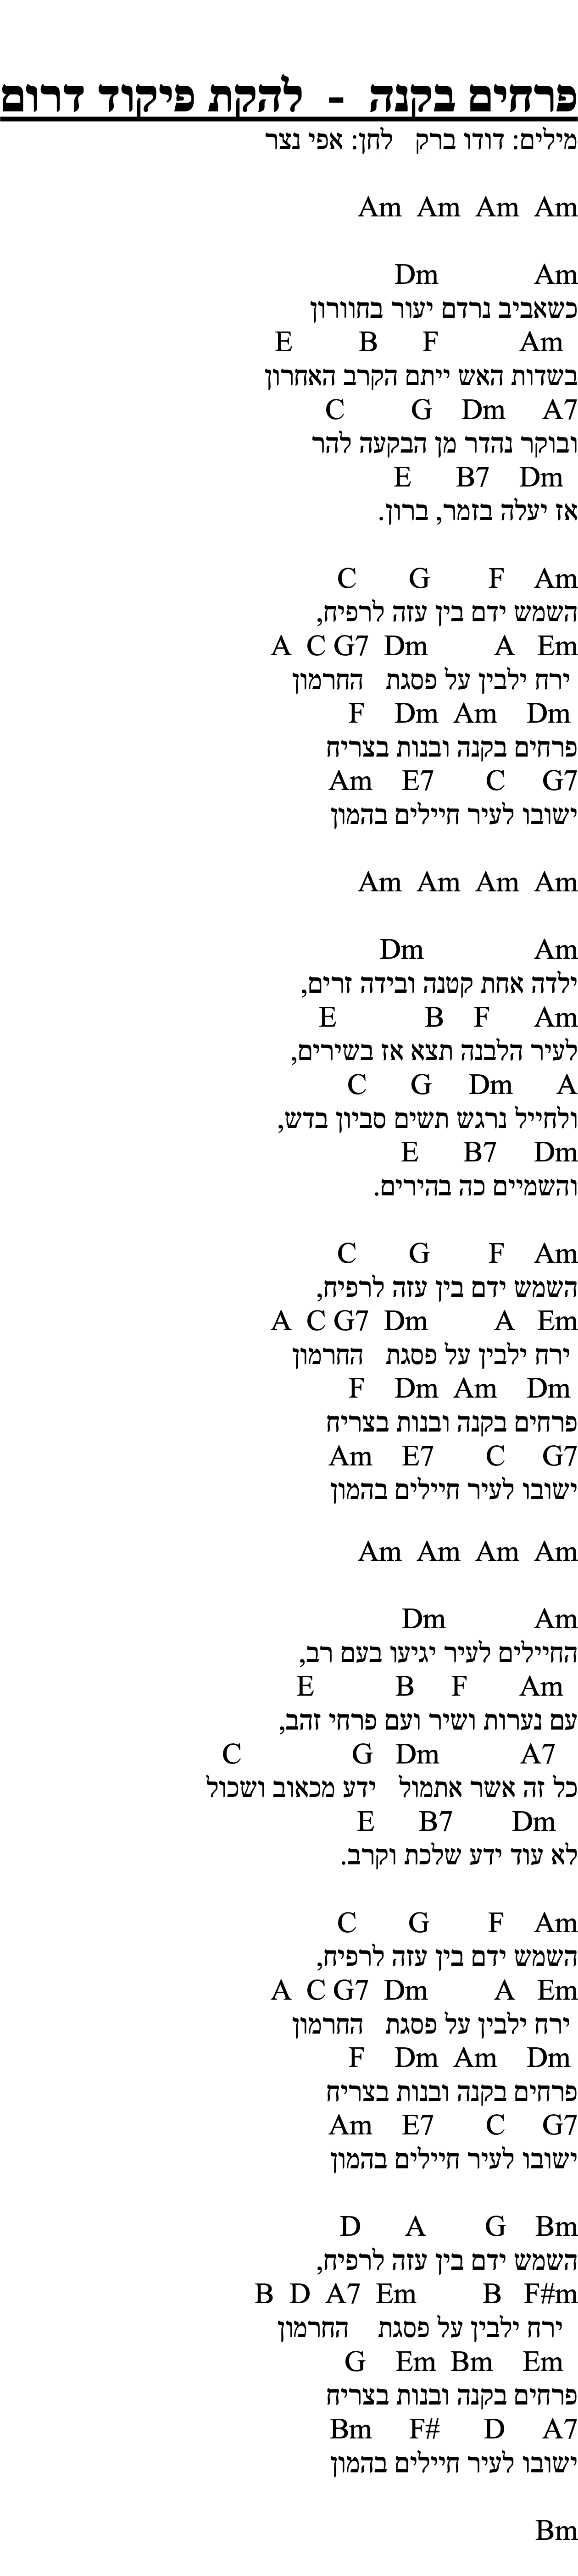 פרחים בקנה - להקת פיקוד דרום
מילים: דודו ברק   לחן: אפי נצר
Am Am Am Am
Dm Am
כשאביב נרדם יעור בחוורון
E B F Am
בשדות האש ייתם הקרב האחרון
C G Dm A7
ובוקר נהדר מן הבקעה להר
E B7 Dm
אז יעלה בזמר, ברון.
C G F Am
השמש ידם בין עזה לרפיח,
A C G7 Dm A Em
ירח ילבין על פסגת   החרמון
F Dm Am Dm
פרחים בקנה ובנות בצריח
Am E7 C G7
ישובו לעיר חיילים בהמון
Am Am Am Am
Dm Am
ילדה אחת קטנה ובידה זרים,
E B F Am
לעיר הלבנה תצא אז בשירים,
C G Dm A
ולחייל נרגש תשים סביון בדש,
E B7 Dm
והשמיים כה בהירים.
C G F Am
השמש ידם בין עזה לרפיח,
A C G7 Dm A Em
ירח ילבין על פסגת   החרמון
F Dm Am Dm
פרחים בקנה ובנות בצריח
Am E7 C G7
ישובו לעיר חיילים בהמון
Am Am Am Am
Dm Am
החיילים לעיר יגיעו בעם רב,
E B F Am
עם נערות ושיר ועם פרחי זהב,
C G Dm A7
כל זה אשר אתמול   ידע מכאוב ושכול
E B7 Dm
לא עוד ידע שלכת וקרב.
C G F Am
השמש ידם בין עזה לרפיח,
A C G7 Dm A Em
ירח ילבין על פסגת   החרמון
F Dm Am Dm
פרחים בקנה ובנות בצריח
Am E7 C G7
ישובו לעיר חיילים בהמון
D A G Bm
השמש ידם בין עזה לרפיח,
B D A7 Em B F#m
ירח ילבין על פסגת   החרמון
G Em Bm Em
פרחים בקנה ובנות בצריח
Bm F# D A7
ישובו לעיר חיילים בהמון
Bm